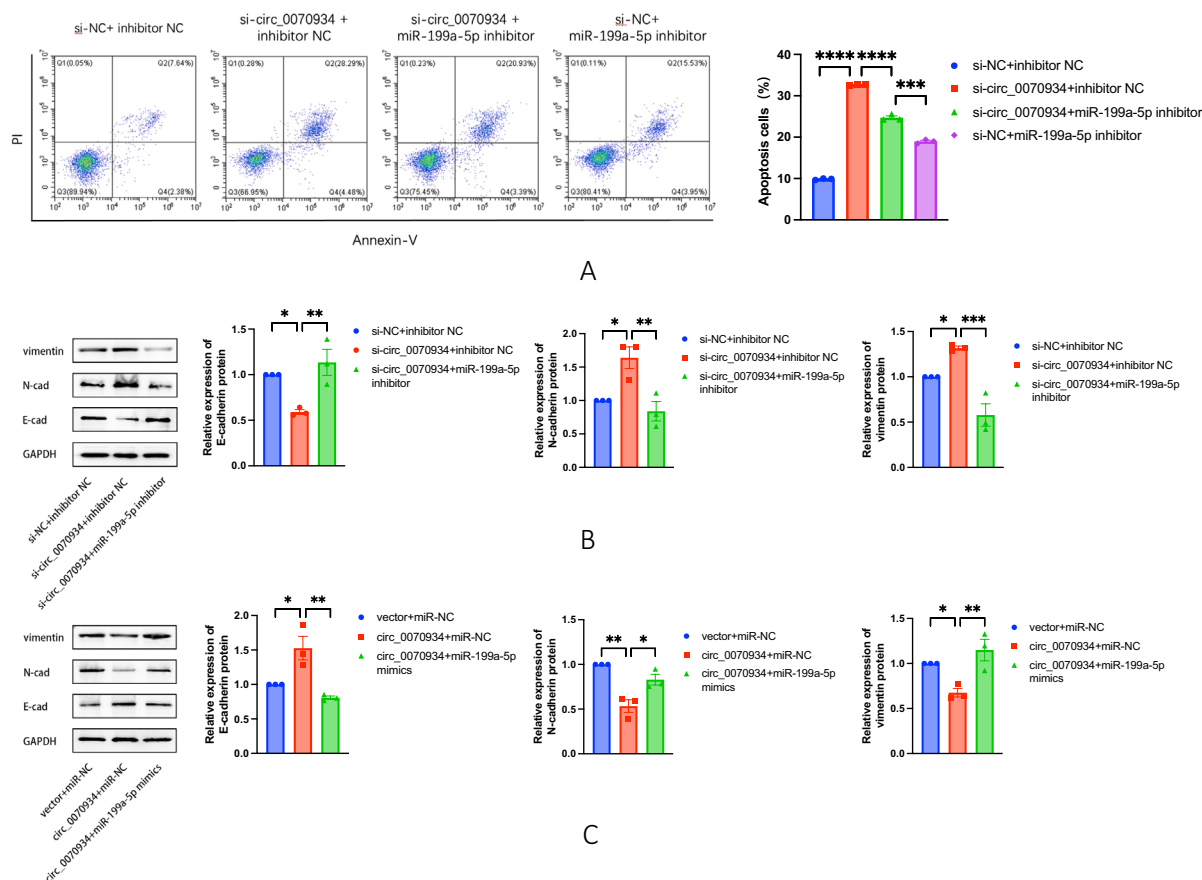 si-NC+ inhibitor NC
si-circ_0070934 +
inhibitor NC
si-circ_0070934 +
miR-199a-5p inhibitor
si-NC+
miR-199a-5p inhibitor
PI
Q1(0.05%) Q2(7.64%)
Q3(89.94%) Q4(2.38%)
Q1(0.28%) Q2(28.29%)
Q3(66.95%) Q4(4.48%)
Q1(0.23%) Q2(20.93%)
Q3(75.45%) Q4(3.39%)
Q1(0.11%) Q2(15.53%)
Q3(80.41%) Q4(3.95%)
Annexin-V
Apoptosis cells (%)
40
30
20
10
0
**** **** ***
si-NC+inhibitor NC
si-circ_0070934+inhibitor NC
si-circ_0070934+miR-199a-5p inhibitor
si-NC+miR-199a-5p inhibitor
A
vimentin
N-cad
E-cad
GAPDH
si-NC+inhibitor NC
si-circ_0070934+inhibitor NC
si-circ_0070934+miR-199a-5p inhibitor
Relative expression of
E-cadherin protein
1.5
1.0
0.5
0.0
* **
si-NC+inhibitor NC
si-circ_0070934+inhibitor NC
si-circ_0070934+miR-199a-5p
inhibitor
Relative expression of
N-cadherin protein
2.0
1.5
1.0
0.5
0.0
* **
si-NC+inhibitor NC
si-circ_0070934+inhibitor NC
si-circ_0070934+miR-199a-5p
inhibitor
Relative expression of
vimentin protein
1.5
1.0
0.5
0.0
* ***
si-NC+inhibitor NC
si-circ_0070934+inhibitor NC
si-circ_0070934+miR-199a-5p
inhibitor
B
vimentin
N-cad
E-cad
GAPDH
vector+miR-NC
circ_0070934+miR-NC
circ_0070934+miR-199a-5p mimics
Relative expression of
E-cadherin protein
2.0
1.5
1.0
0.5
0.0
* **
vector+miR-NC
circ_0070934+miR-NC
circ_0070934+miR-199a-5p
mimics
Relative expression of
N-cadherin protein
1.5
1.0
0.5
0.0
** *
vector+miR-NC
circ_0070934+miR-NC
circ_0070934+miR-199a-5p
mimics
Relative expression of
vimentin protein
1.5
1.0
0.5
0.0
* **
vector+miR-NC
circ_0070934+miR-NC
circ_0070934+miR-199a-5p
mimics
C